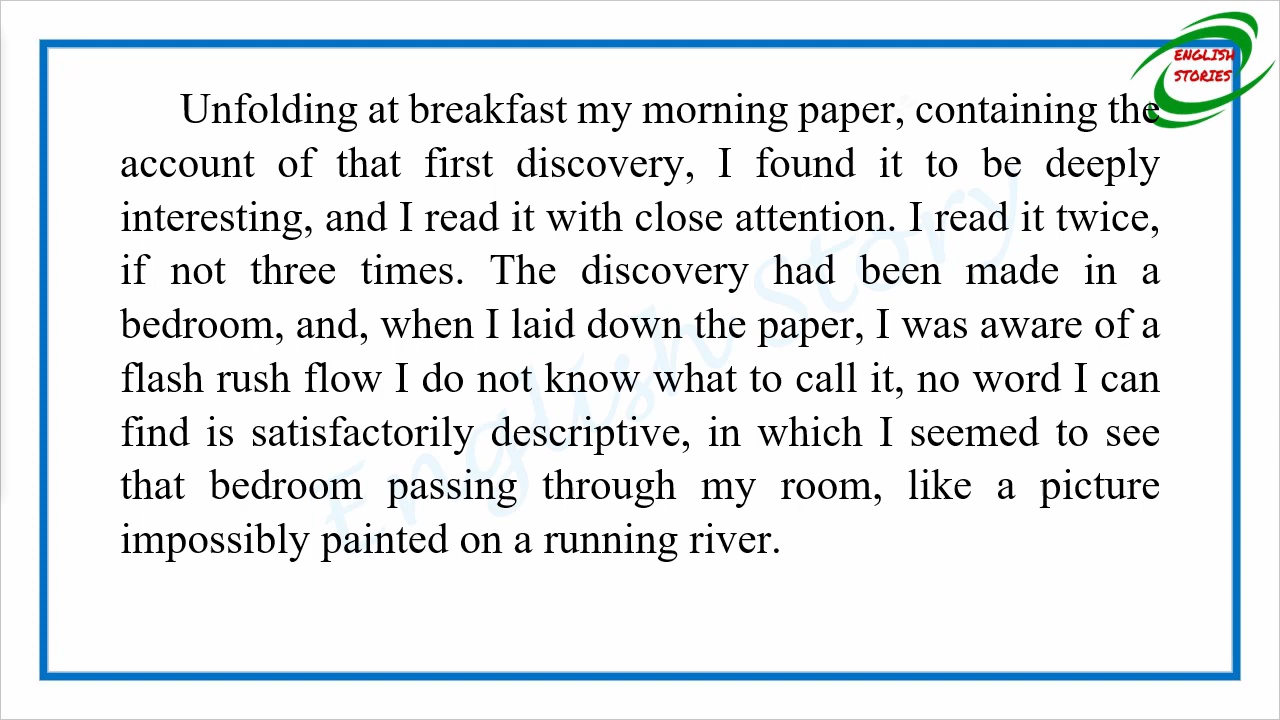 ENGLISH
STORIES
Unfolding at breakfast my morning paper, containing the
account of that first discovery, I found it to be deeply
interesting, and I read it with close attention. I read it twice,
if not three times. The discovery had been made in a
bedroom, and, when I laid down the paper, I was aware of a
flash rush flow I do not know what to call it, no word I can
find is satisfactorily descriptive, in which I seemed to see
that bedroom passing through my room, like a picture
impossibly painted on a running river.
English Story